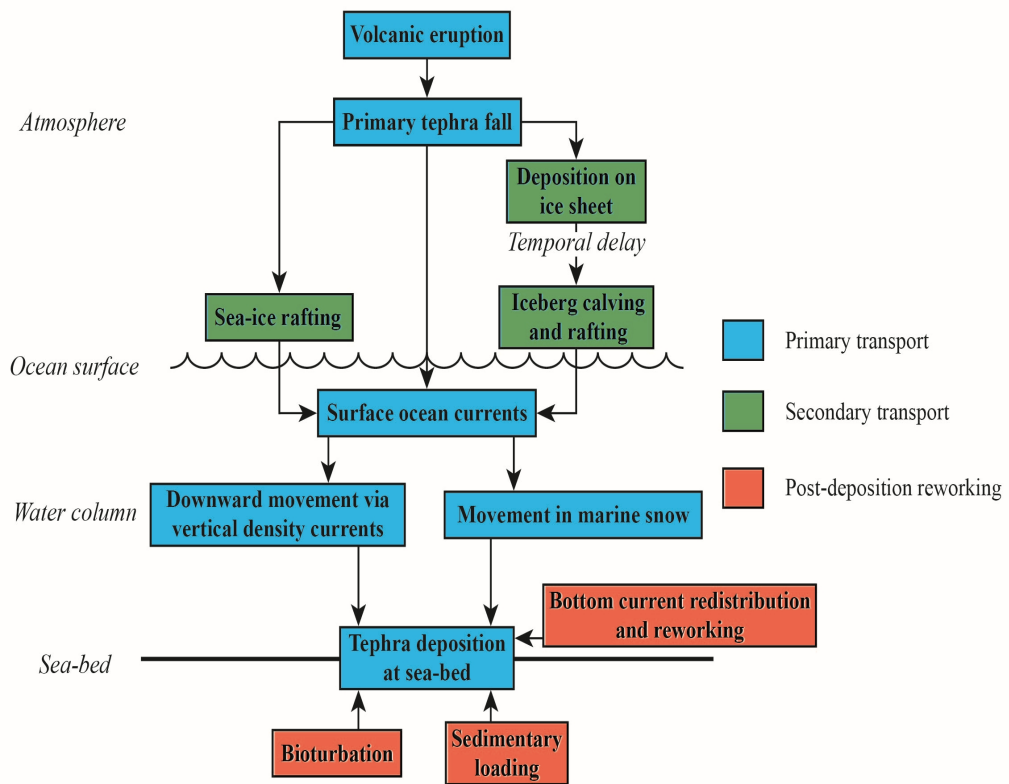 Volcanic eruption
Atmosphere
Primary tephra fall
Deposition on
ice sheet
Temporal delay
Sea-ice rafting
Iceberg calving
and rafting
Ocean surface
Primary transport
Surface ocean currents
Secondary transport
Water column
Downward movement via
vertical density currents
Movement in marine snow
Post-deposition reworking
Bottom current redistribution
and reworking
Sea-bed
Tephra deposition
at sea-bed
Bioturbation
Sedimentary
loading